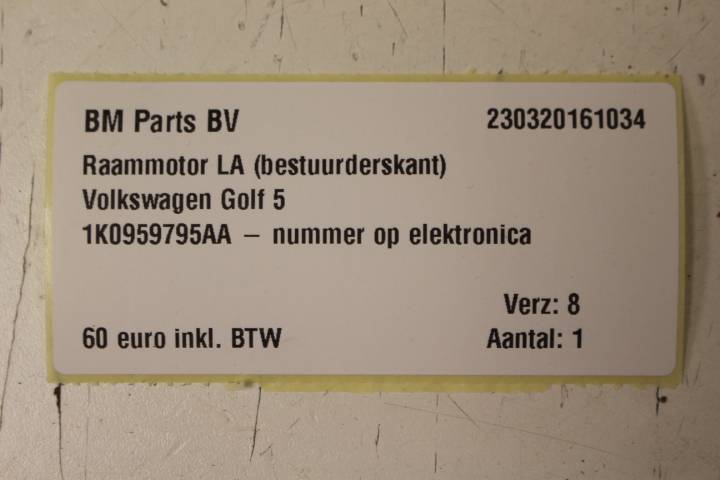 BM Parts BV 230320161034
Raammotor LA (bestuurderskant)
Volkswagen Golf 5
1K0959795AA – nummer op elektronica
Verz: 8
60 euro inkl. BTW Aantal: 1